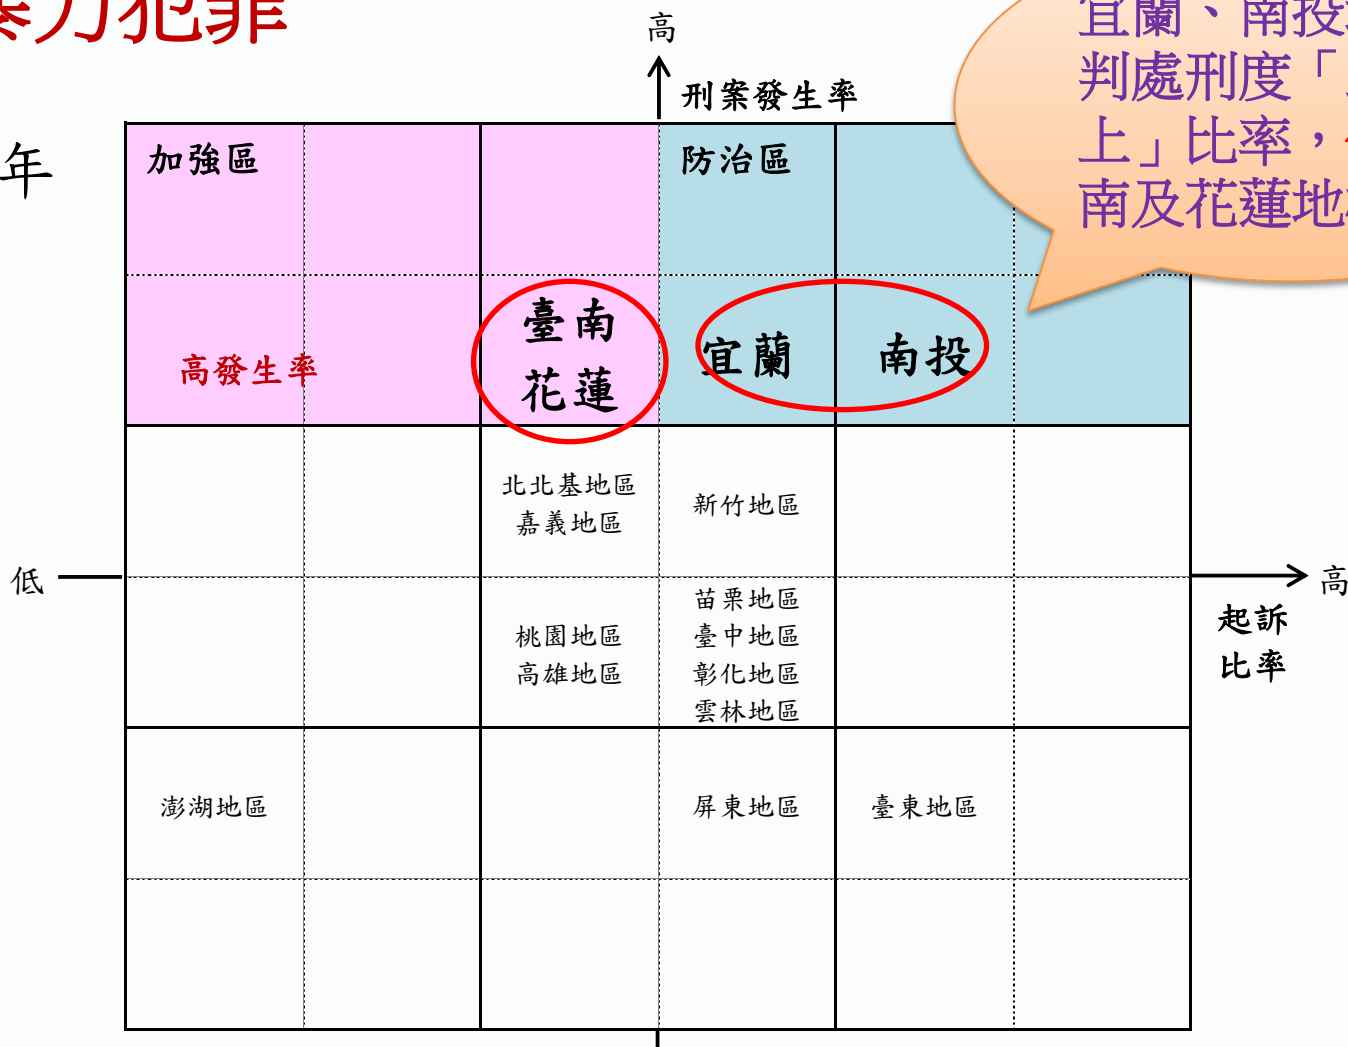 暴力犯罪
年
高
刑案發生率
宜蘭、南投
判處刑度「
上」比率，
南及花蓮地
加強區
防治區
高發生率
臺南
花蓮
宜蘭
南投
北北基地區
嘉義地區
新竹地區
低
高
起訴
比率
桃園地區
高雄地區
苗栗地區
臺中地區
彰化地區
雲林地區
澎湖地區
屏東地區
臺東地區